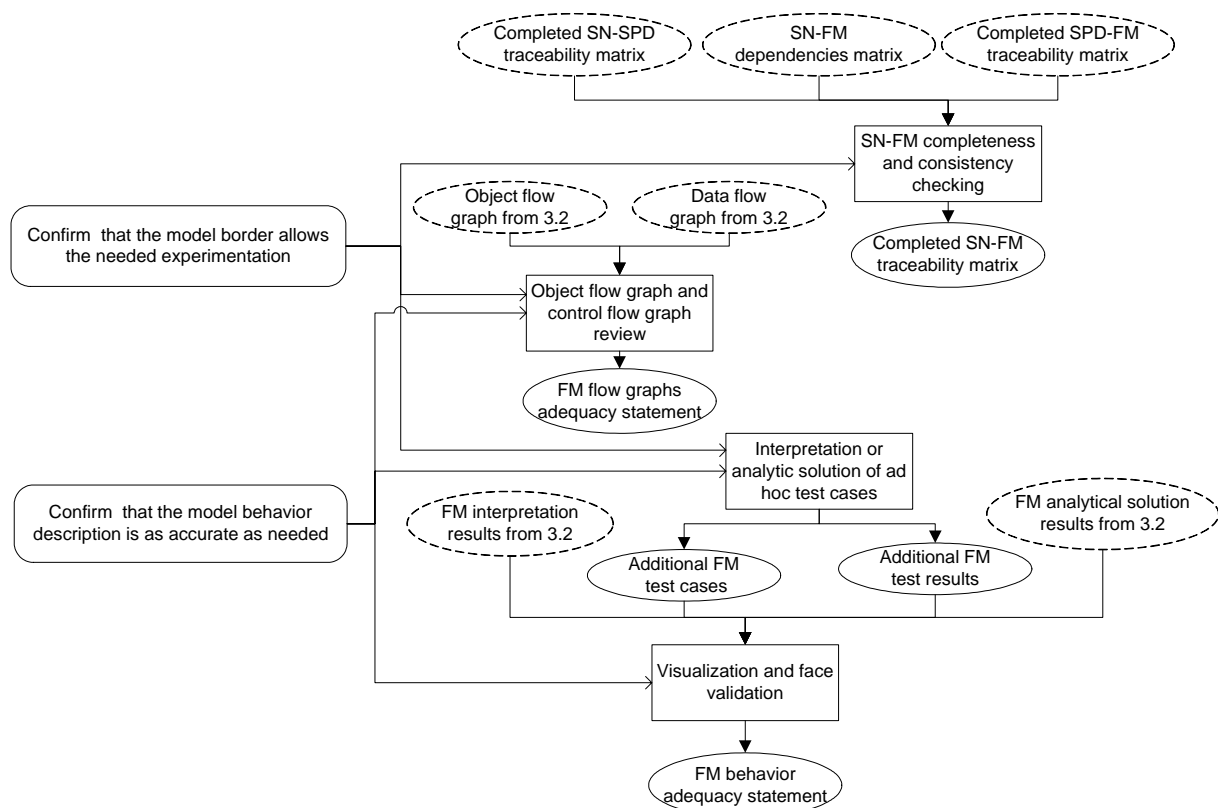 Completed SN-SPD
traceability matrix
SN-FM
dependencies matrix
Completed SPD-FM
traceability matrix
SN-FM completeness
and consistency
checking
Object flow
graph from 3.2
Data flow
graph from 3.2
Confirm that the model border allows
the needed experimentation
Completed SN-FM
traceability matrix
Object flow graph and
control flow graph
review
FM flow graphs
adequacy statement
Interpretation or
analytic solution of ad
hoc test cases
Confirm that the model behavior
description is as accurate as needed
FM interpretation
results from 3.2
FM analytical solution
results from 3.2
Additional FM
test cases
Additional FM
test results
Visualization and face
validation
FM behavior
adequacy statement